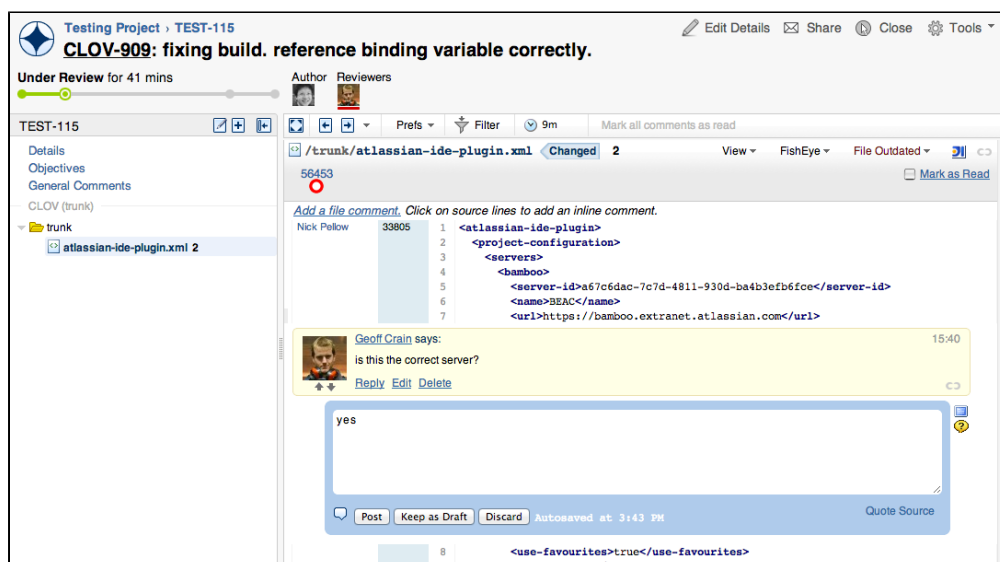 Testing Project › TEST-115
Edit Details Share Close Tools
CLOV-909: fixing build. reference binding variable correctly.
Under Review for 41 mins
Author Reviewers
TEST-115
Prefs Filter 9m Mark all comments as read
Details
Objectives
General Comments
CLOV (trunk)
trunk
atlassian-ide-plugin.xml 2
/trunk/atlassian-ide-plugin.xml Changed 2 View FishEye File Outdated
56453
Mark as Read
Add a file comment. Click on source lines to add an inline comment.
Nick Pellow 33805 1 <atlassian-ide-plugin>
2 <project-configuration>
3 <servers>
4 <bamboo>
5 <server-id>a67c6dac-7c7d-4811-930d-ba4b3efb6fce</server-id>
6 <name>BEAC</name>
7 <url>https://bamboo.extranet.atlassian.com</url>
Geoff Crain says: 15:40
is this the correct server?
Reply Edit Delete
yes
Post Keep as Draft Discard Autosaved at 3:43 PM Quote Source
8 <use-favourites>true</use-favourites>